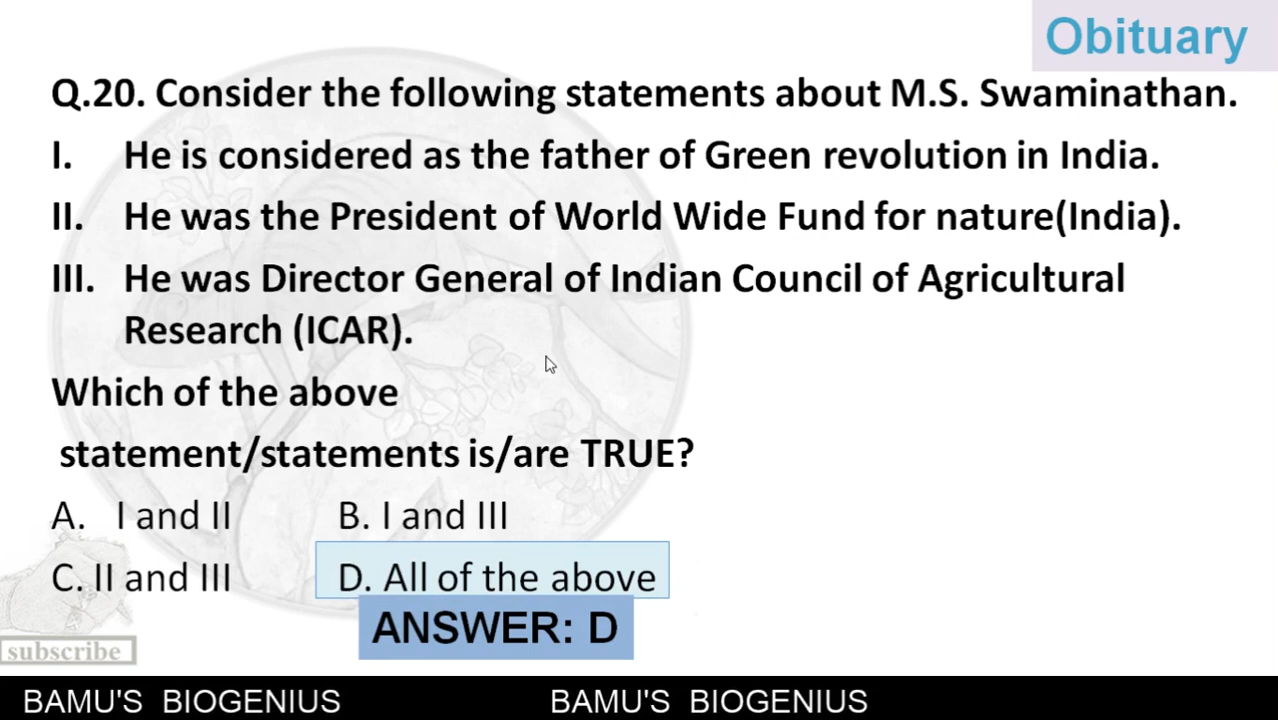 Obituary
Q.20. Consider the following statements about M.S. Swaminathan.
I. He is considered as the father of Green revolution in India.
II. He was the President of World Wide Fund for nature(India).
III. He was Director General of Indian Council of Agricultural
Research (ICAR).
Which of the above
statement/statements is/are TRUE?
A. I and II B. I and III
C. II and III D. All of the above
ANSWER: D
subscribe
BAMU'S BIOGENIUS BAMU'S BIOGENIUS